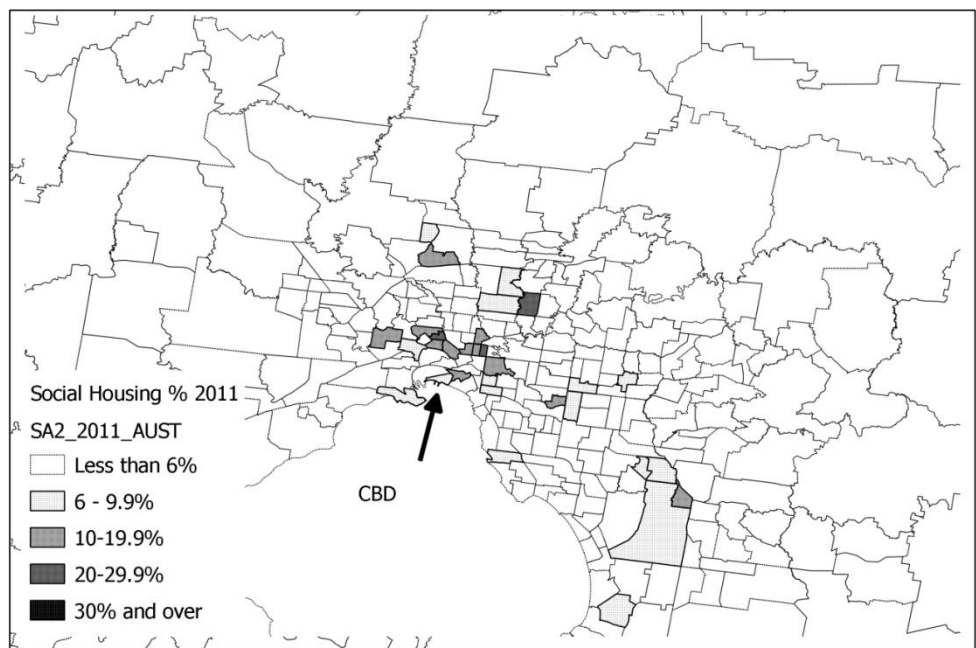 Social Housing % 2011
SA2_2011_AUST
Less than 6%
6 - 9.9%
10-19.9%
20-29.9%
30% and over
CBD